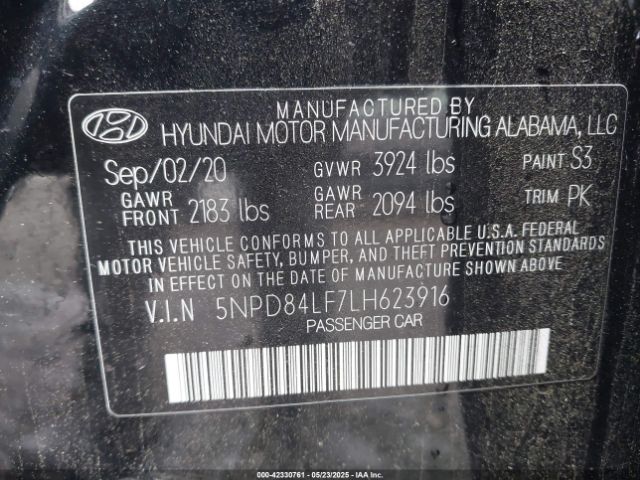 MANUFACTURED BY
HYUNDAI MOTOR MANUFACTURING ALABAMA, LLC
Sep/02/20 GVWR 3924 lbs PAINT S3
GAWR FRONT 2183 lbs GAWR REAR 2094 lbs TRIM PK
THIS VEHICLE CONFORMS TO ALL APPLICABLE U.S.A. FEDERAL
MOTOR VEHICLE SAFETY, BUMPER, AND THEFT PREVENTION STANDARDS
IN EFFECT ON THE DATE OF MANUFACTURE SHOWN ABOVE
V.I.N 5NPD84LF7LH623916
PASSENGER CAR
000-42330761 - 05/23/2025 - IAA Inc.